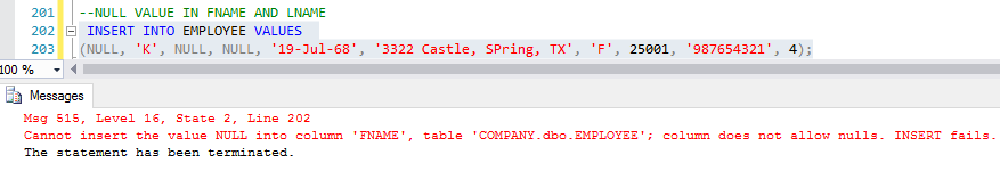 201 --NULL VALUE IN FNAME AND LNAME
202 INSERT INTO EMPLOYEE VALUES
203 (NULL, 'K', NULL, NULL, '19-Jul-68', '3322 Castle, SPring, TX', 'F', 25001, '987654321', 4);
100 %
Messages
Msg 515, Level 16, State 2, Line 202
Cannot insert the value NULL into column 'FNAME', table 'COMPANY.dbo.EMPLOYEE'; column does not allow nulls. INSERT fails.
The statement has been terminated.